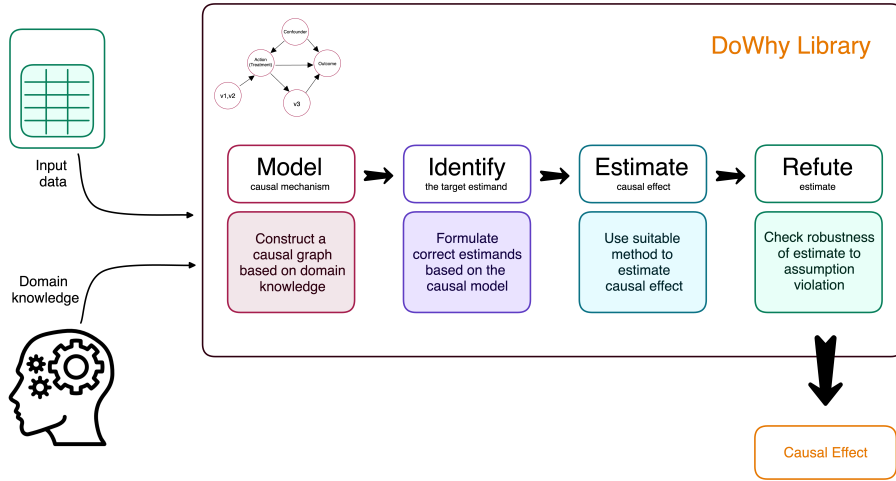 DoWhy Library
Confounder
Action
(Treatment)
Outcome
v1,v2
v3
Input
data
Domain
knowledge
Model
causal mechanism
Identify
the target estimand
Estimate
causal effect
Refute
estimate
Construct a
causal graph
based on domain
knowledge
Formulate
correct estimands
based on the
causal model
Use suitable
method to
estimate
causal effect
Check robustness
of estimate to
assumption
violation
Causal Effect